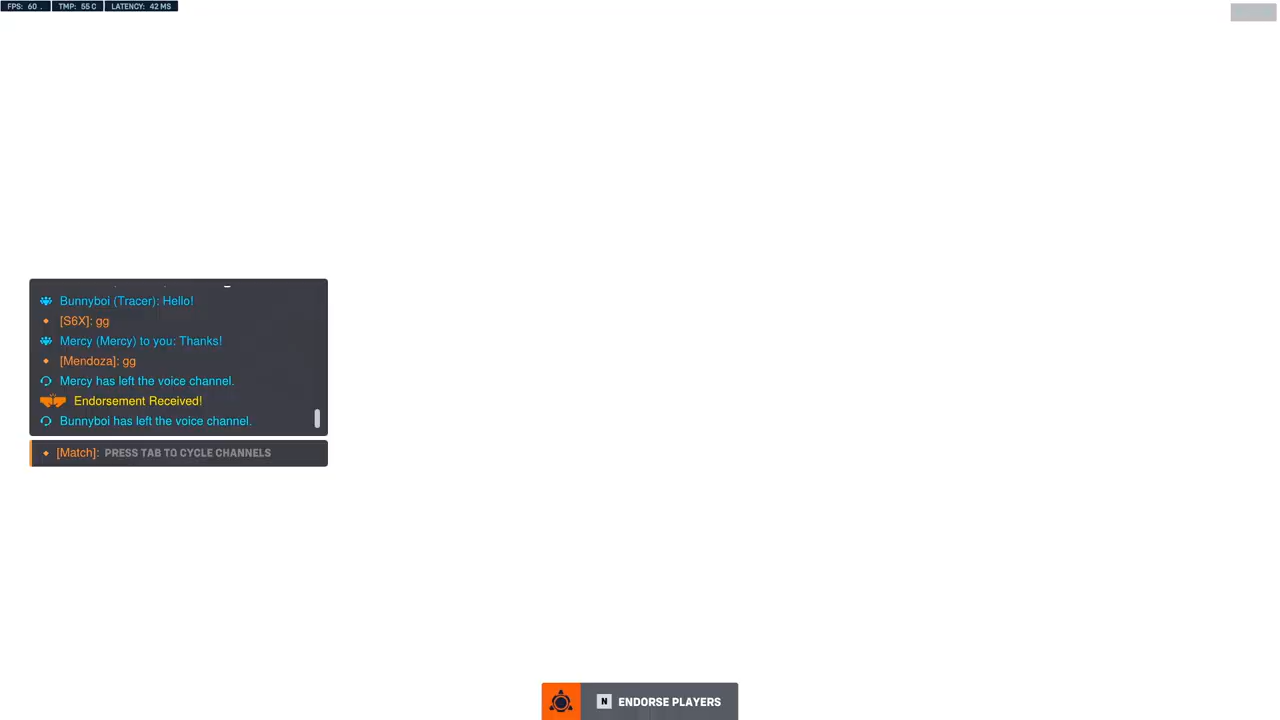 FPS: 60 . TMP: 55 C LATENCY: 42 MS
Bunnyboi (Tracer): Hello!
[S6X]: gg
Mercy (Mercy) to you: Thanks!
[Mendoza]: gg
Mercy has left the voice channel.
Endorsement Received!
Bunnyboi has left the voice channel.
[Match]: PRESS TAB TO CYCLE CHANNELS
N ENDORSE PLAYERS